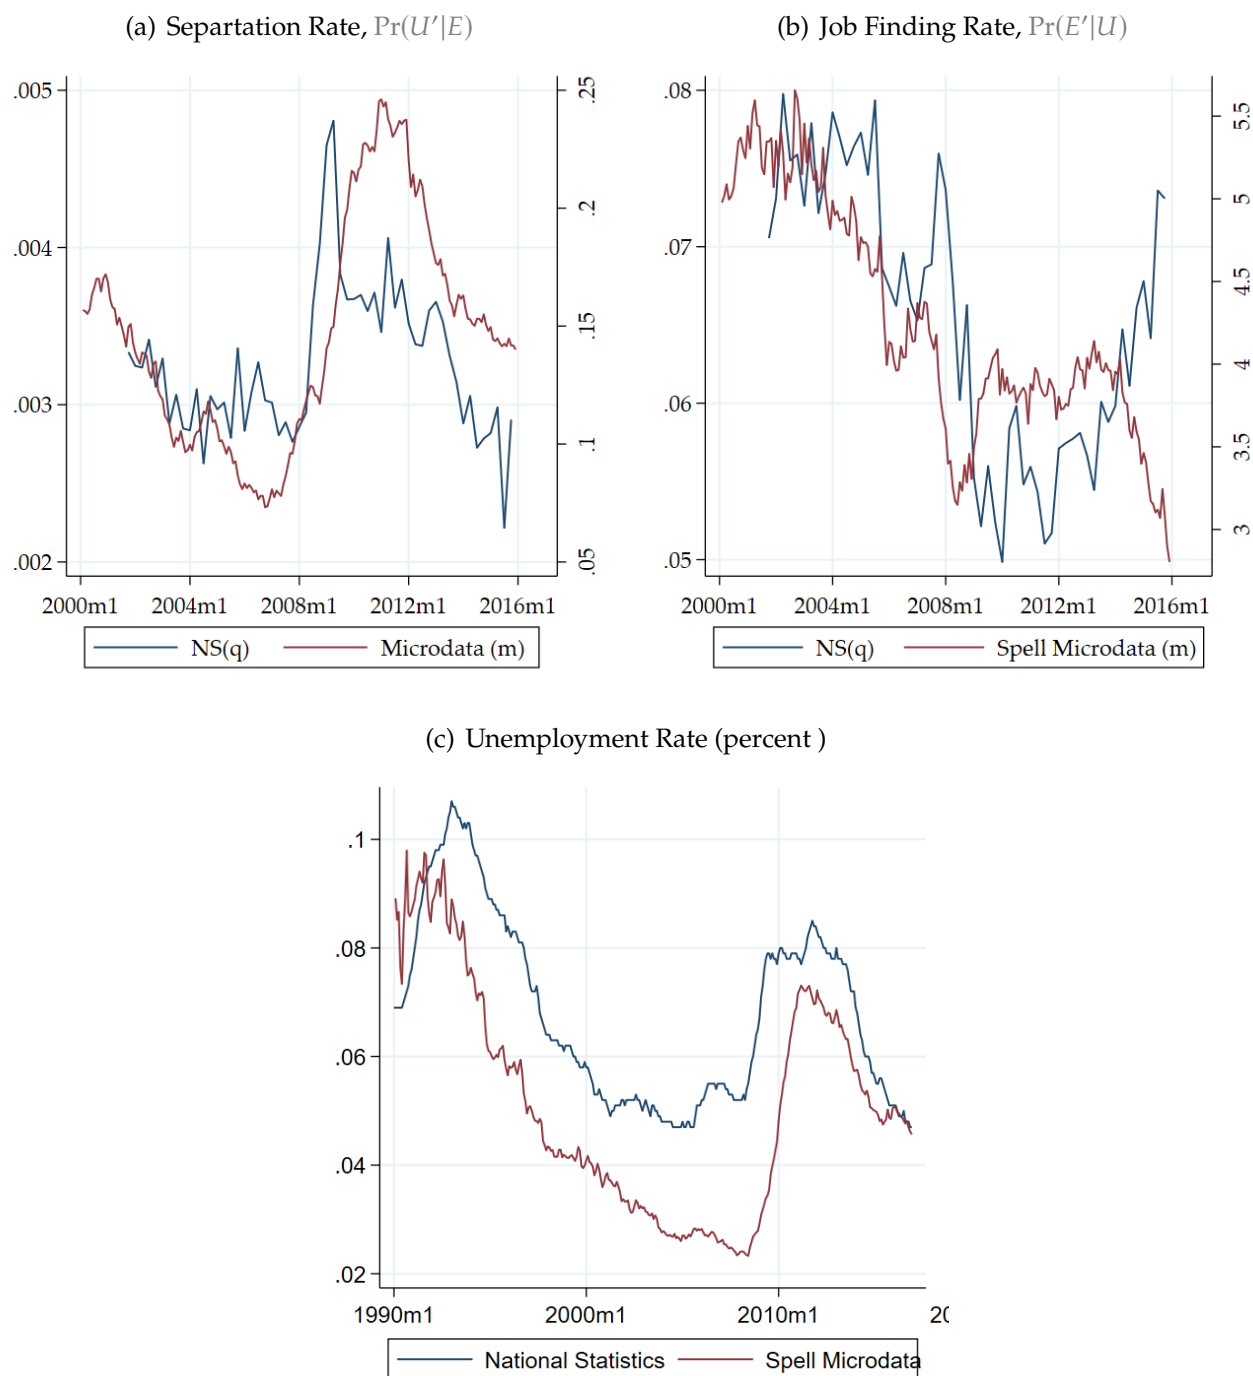 (a) Separtation Rate, Pr(U′|E)
(b) Job Finding Rate, Pr(E′|U)
.005
.004
.003
.002
.25
.2
.15
.1
.05
2000m1 2004m1 2008m1 2012m1 2016m1
NS(q) Microdata (m)
.08
.07
.06
.05
5.5
5
4.5
4
3.5
3
2000m1 2004m1 2008m1 2012m1 2016m1
NS(q) Spell Microdata (m)
(c) Unemployment Rate (percent )
.1
.08
.06
.04
.02
1990m1 2000m1 2010m1
National Statistics Spell Microdata